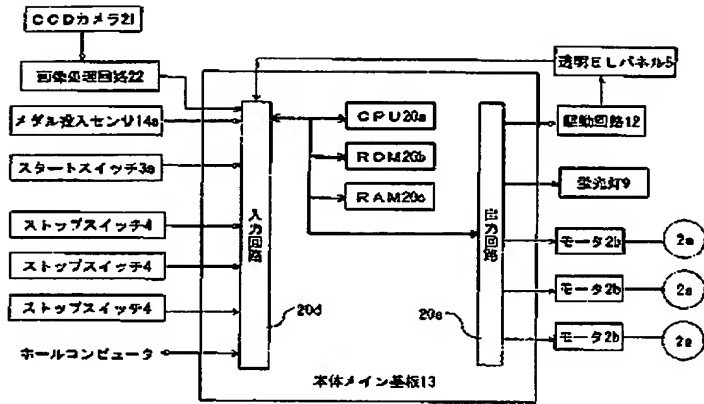 CCDカメラ21
画像処理回路22
メダル投入センサ14a
スタートスイッチ3a
ストップスイッチ4
ストップスイッチ4
ストップスイッチ4
ホールコンピュータ
入力回路
20d
CPU20a
ROM20b
RAM20c
出力回路
20e
本体メイン基板13
透明ELパネル5
駆動回路12
蛍光灯9
モータ2b
2a
モータ2b
2a
モータ2b
2a